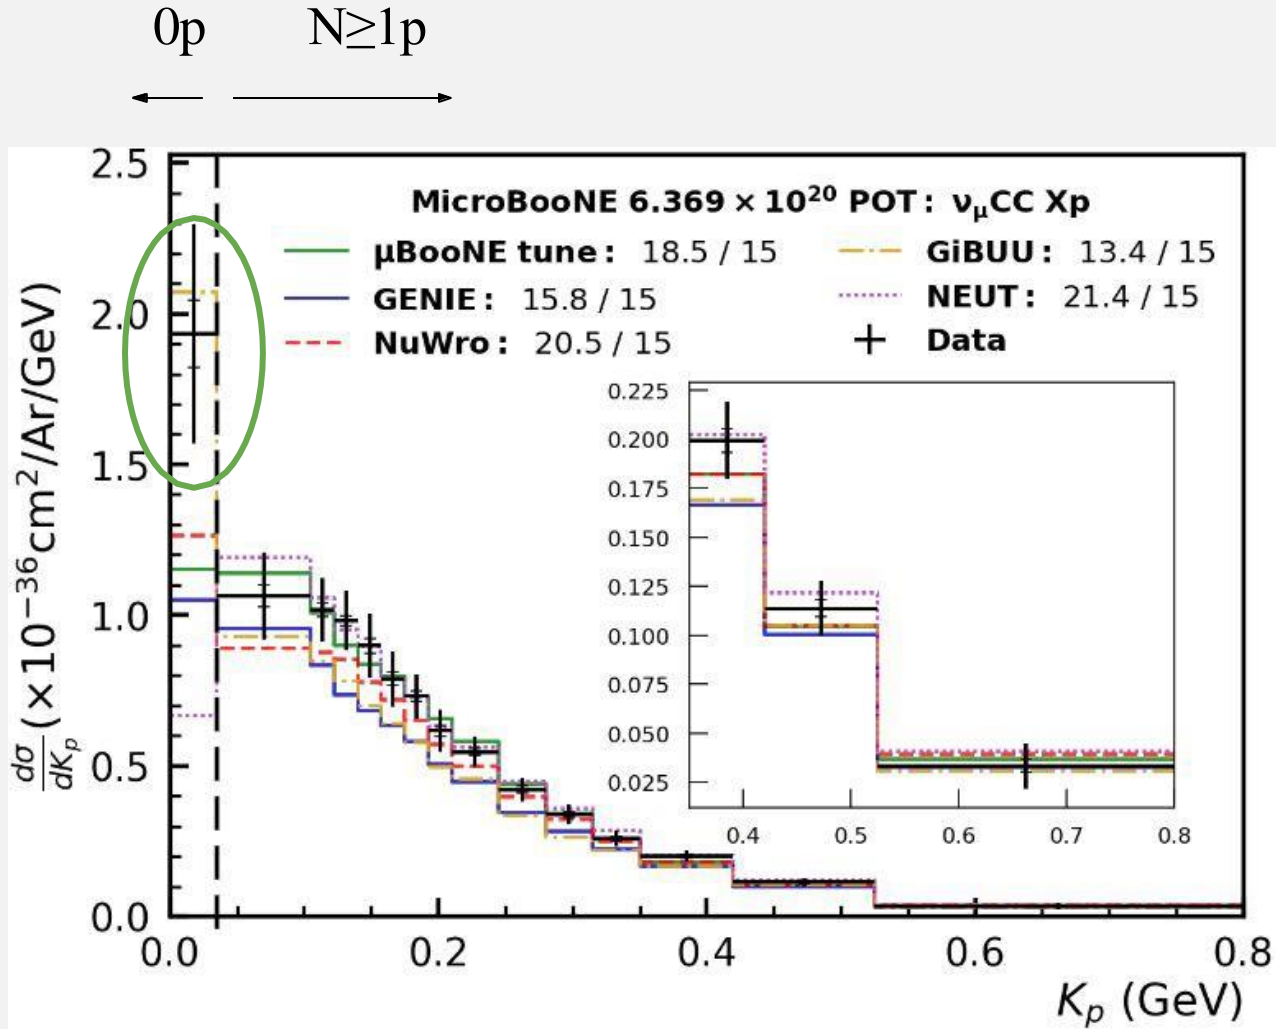 0p N≥1p
MicroBooNE 6.369 × 10²⁰ POT: νμCC Xp
μBooNE tune: 18.5 / 15
GENIE: 15.8 / 15
NuWro: 20.5 / 15
GiBUU: 13.4 / 15
NEUT: 21.4 / 15
Data
dσ/dKₚ (×10⁻³⁶cm²/Ar/GeV)
2.5
2.0
1.5
1.0
0.5
0.0
0.225
0.200
0.175
0.150
0.125
0.100
0.075
0.050
0.025
0.4 0.5 0.6 0.7 0.8
0.0 0.2 0.4 0.6 0.8
Kₚ (GeV)